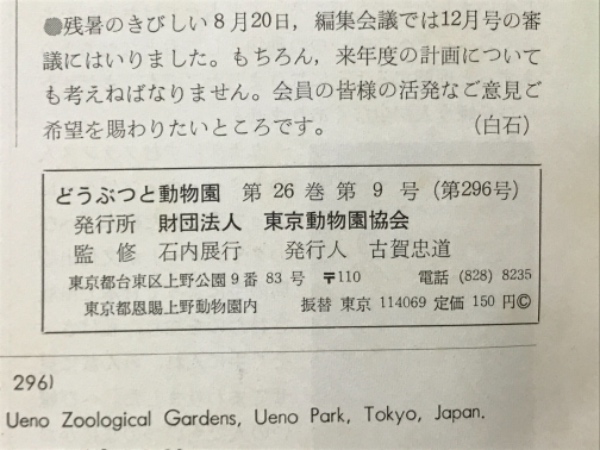 ●残暑のきびしい8月20日，編集会議では12月号の審
議にはいりました。もちろん，来年度の計画について
も考えねばなりません。会員の皆様の活発なご意見ご
希望を賜わりたいところです。（白石）
どうぶつと動物園 第26巻第9号（第296号）
発行所 財団法人 東京動物園協会
監修 石内展行 発行人 古賀忠道
東京都台東区上野公園9番83号 〒110 電話 (828) 8235
東京都恩賜上野動物園内 振替 東京 114069 定価 150 円©
296)
Ueno Zoological Gardens, Ueno Park, Tokyo, Japan.